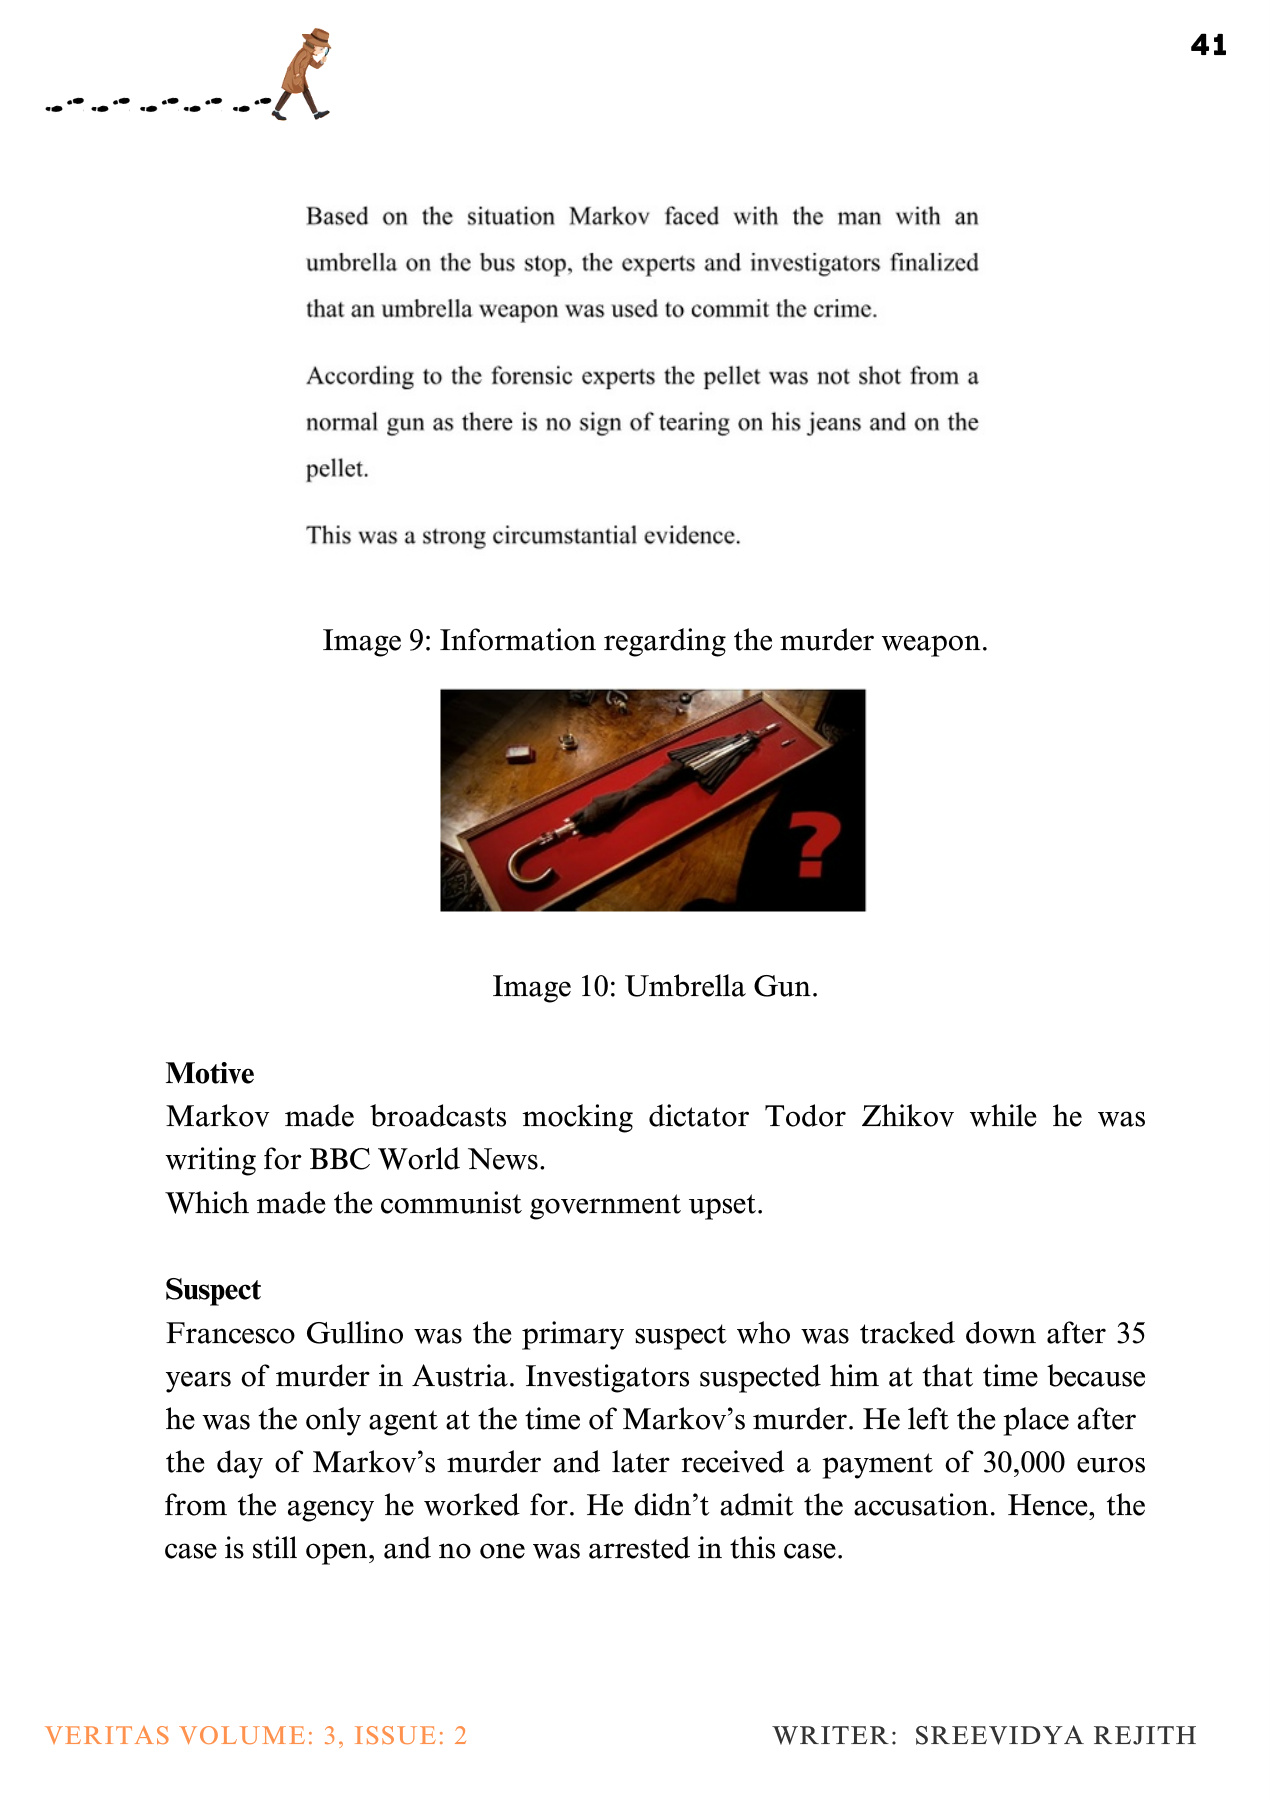 41
Based on the situation Markov faced with the man with an
umbrella on the bus stop, the experts and investigators finalized
that an umbrella weapon was used to commit the crime.
According to the forensic experts the pellet was not shot from a
normal gun as there is no sign of tearing on his jeans and on the
pellet.
This was a strong circumstantial evidence.
Image 9: Information regarding the murder weapon.
?
Image 10: Umbrella Gun.
Motive
Markov made broadcasts mocking dictator Todor Zhikov while he was
writing for BBC World News.
Which made the communist government upset.
Suspect
Francesco Gullino was the primary suspect who was tracked down after 35
years of murder in Austria. Investigators suspected him at that time because
he was the only agent at the time of Markov’s murder. He left the place after
the day of Markov’s murder and later received a payment of 30,000 euros
from the agency he worked for. He didn’t admit the accusation. Hence, the
case is still open, and no one was arrested in this case.
VERITAS VOLUME: 3, ISSUE: 2
WRITER: SREEVIDYA REJITH